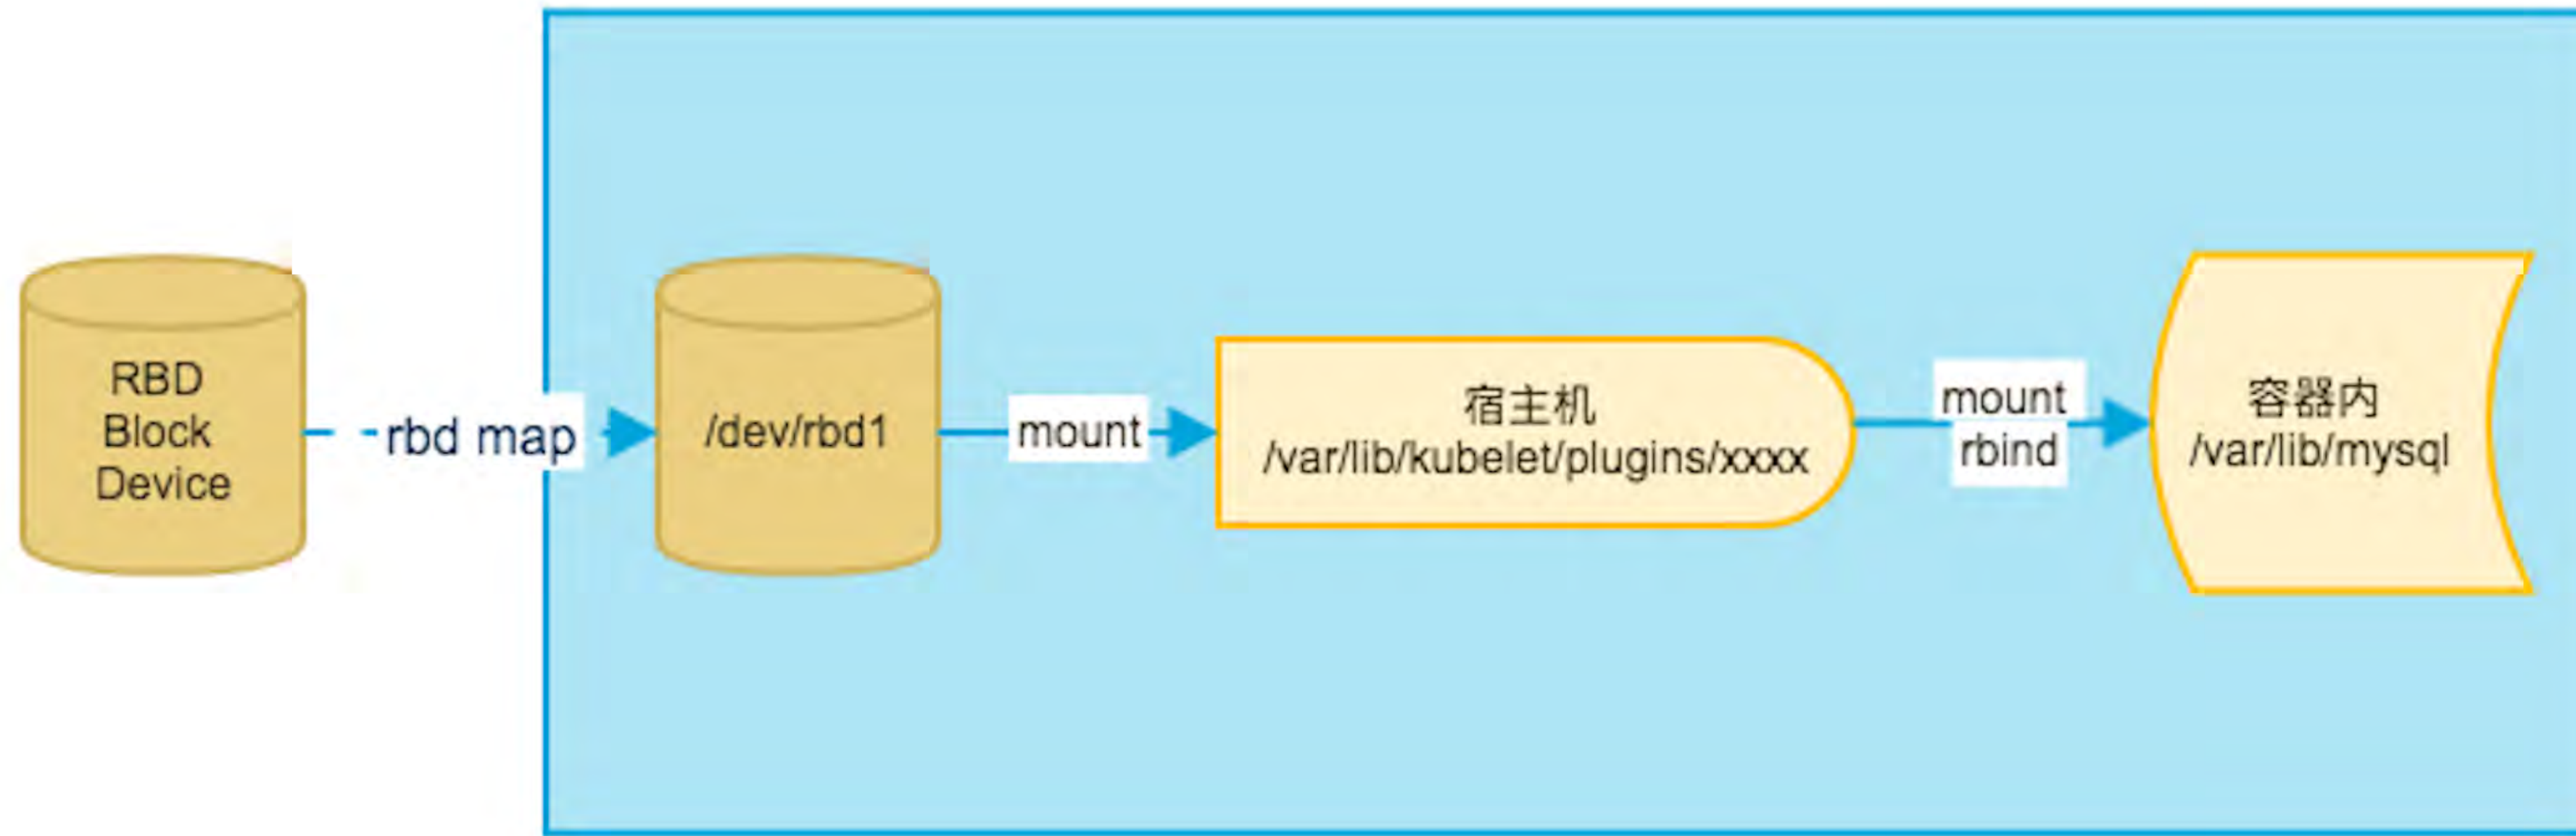 RBD
Block
Device
rbd map
/dev/rbd1
mount
宿主机
/var/lib/kubelet/plugins/xxxx
mount
rbind
容器内
/var/lib/mysql